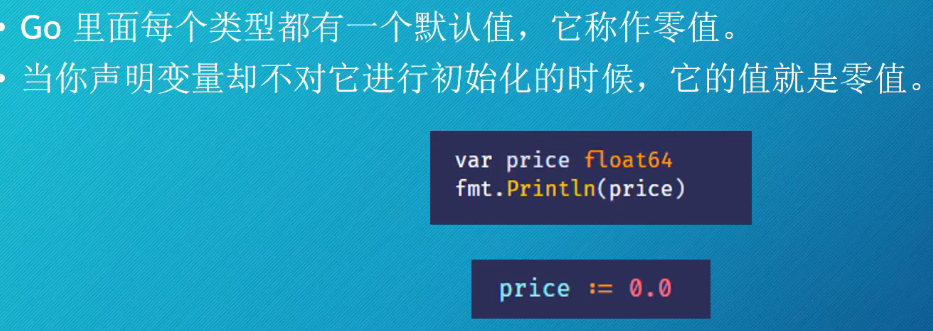 • Go 里面每个类型都有一个默认值，它称作零值。
• 当你声明变量却不对它进行初始化的时候，它的值就是零值。
var price float64
fmt.Println(price)
price := 0.0